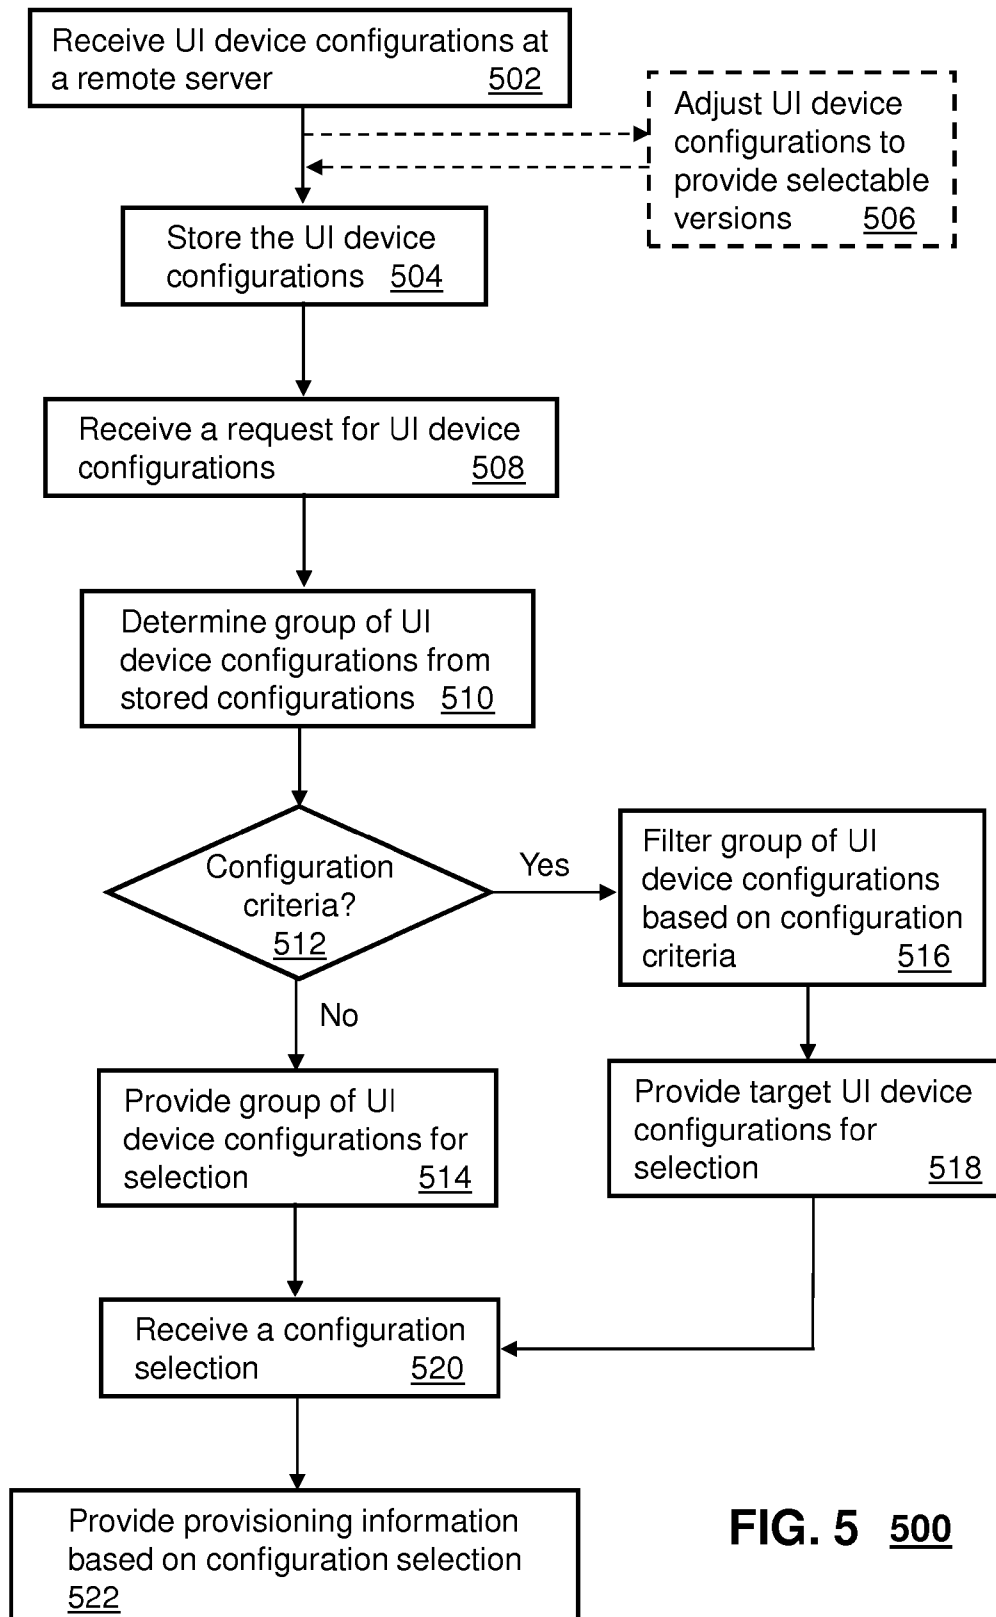 Receive UI device configurations at
a remote server 502
Adjust UI device
configurations to
provide selectable
versions 506
Store the UI device
configurations 504
Receive a request for UI device
configurations 508
Determine group of UI
device configurations from
stored configurations 510
Configuration
criteria?
512
Yes
Filter group of UI
device configurations
based on configuration
criteria 516
No
Provide group of UI
device configurations for
selection 514
Provide target UI device
configurations for
selection 518
Receive a configuration
selection 520
Provide provisioning information
based on configuration selection
522
FIG. 5 500